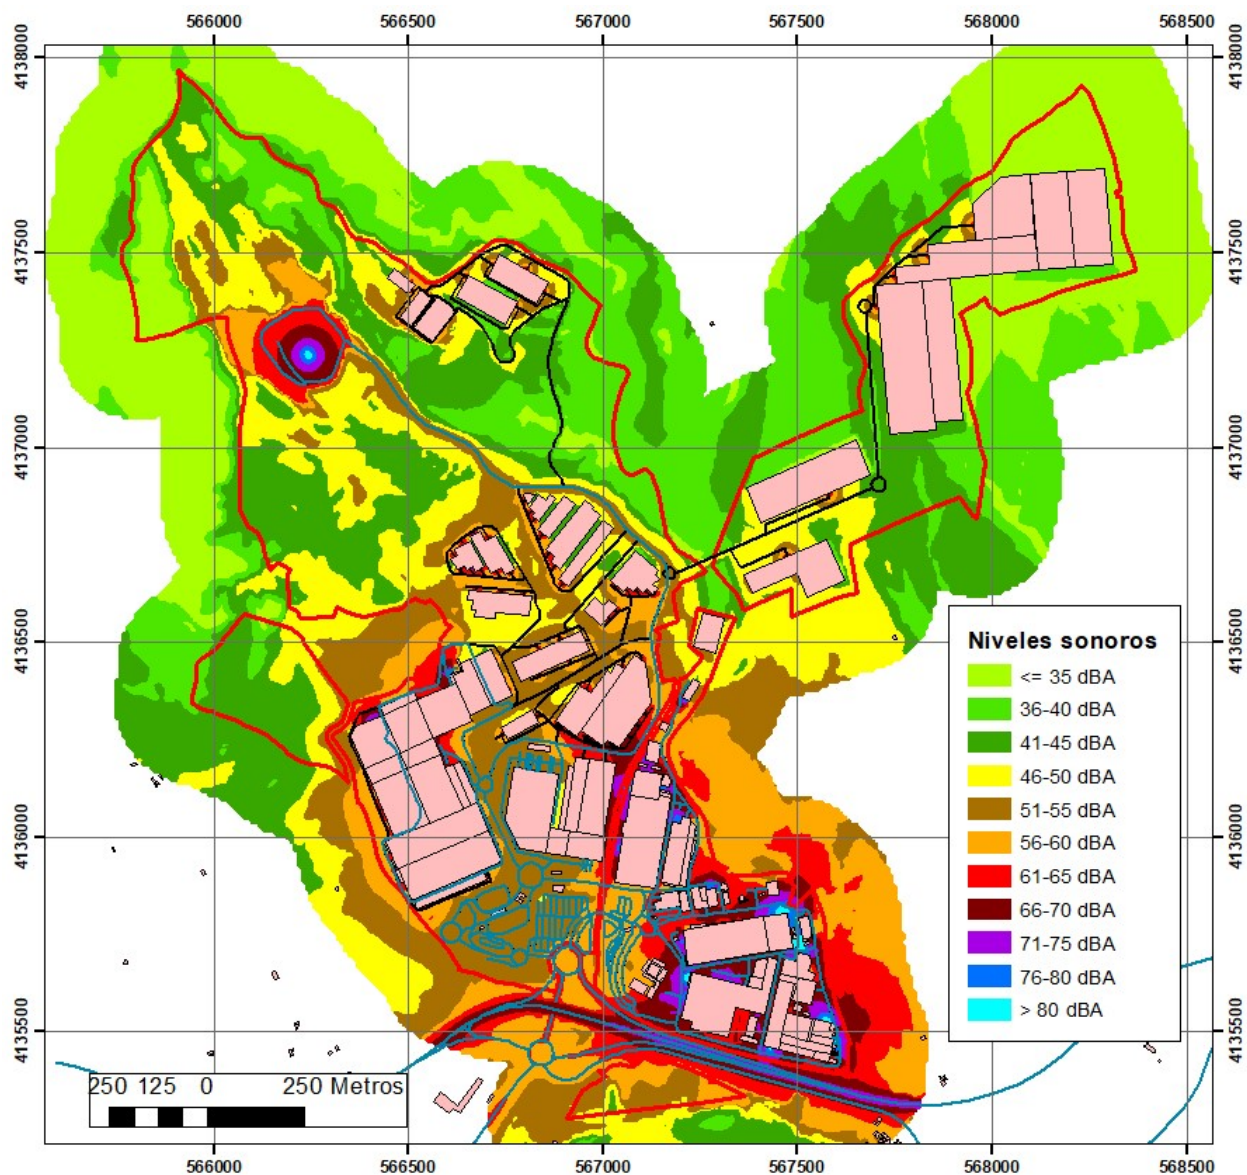 566000 566500 567000 567500 568000 568500
4138000 4138000
4137500 4137500
4137000 4137000
4136500 4136500
4136000 4136000
4135500 4135500
Niveles sonoros
<= 35 dBA
36-40 dBA
41-45 dBA
46-50 dBA
51-55 dBA
56-60 dBA
61-65 dBA
66-70 dBA
71-75 dBA
76-80 dBA
> 80 dBA
250 125 0 250 Metros
566000 566500 567000 567500 568000 568500